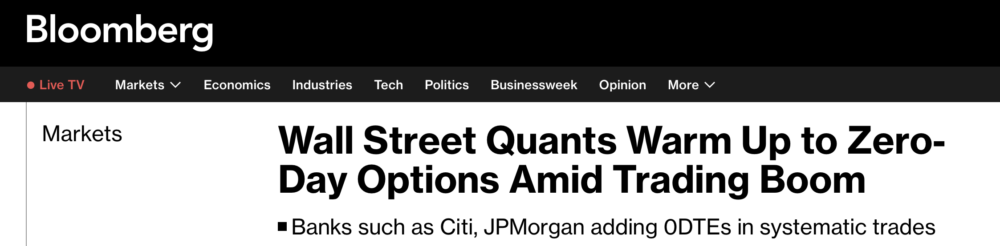 Bloomberg
Live TV Markets Economics Industries Tech Politics Businessweek Opinion More
Markets
Wall Street Quants Warm Up to Zero-
Day Options Amid Trading Boom
■ Banks such as Citi, JPMorgan adding 0DTEs in systematic trades